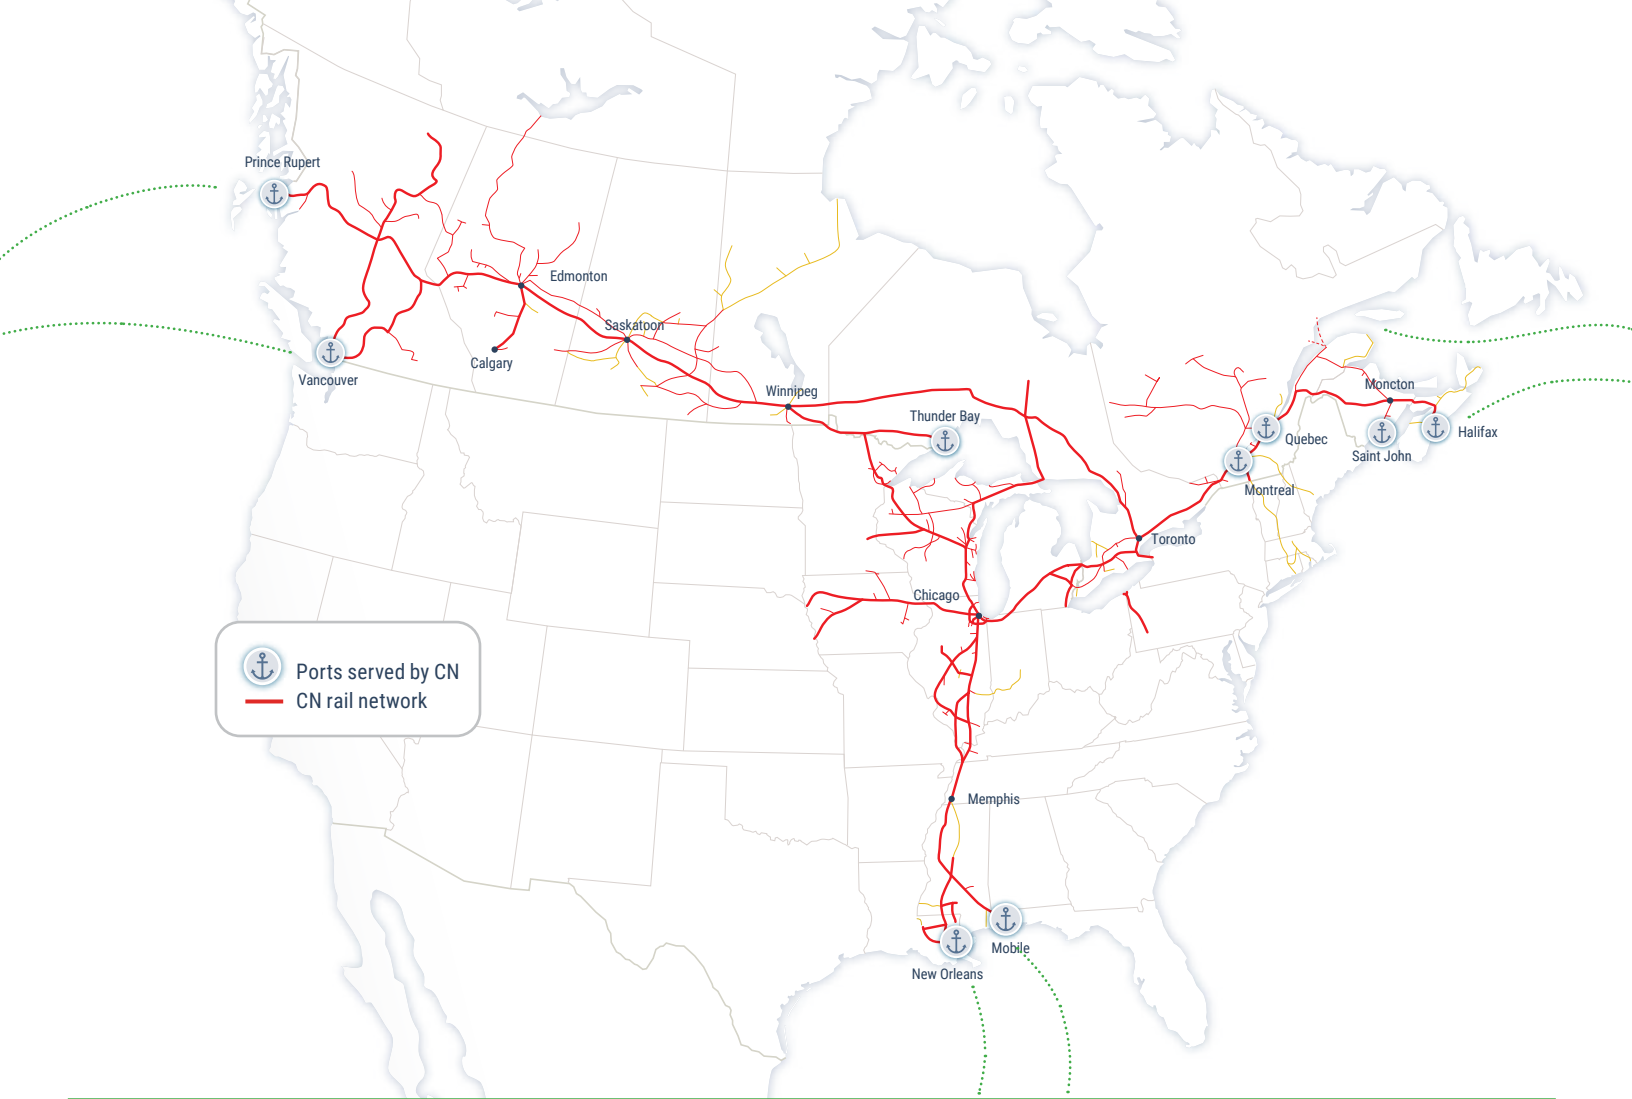 Prince Rupert
Edmonton
Saskatoon
Calgary
Vancouver
Winnipeg
Thunder Bay
Moncton
Quebec
Halifax
Saint John
Montreal
Toronto
Chicago
Ports served by CN
CN rail network
Memphis
Mobile
New Orleans